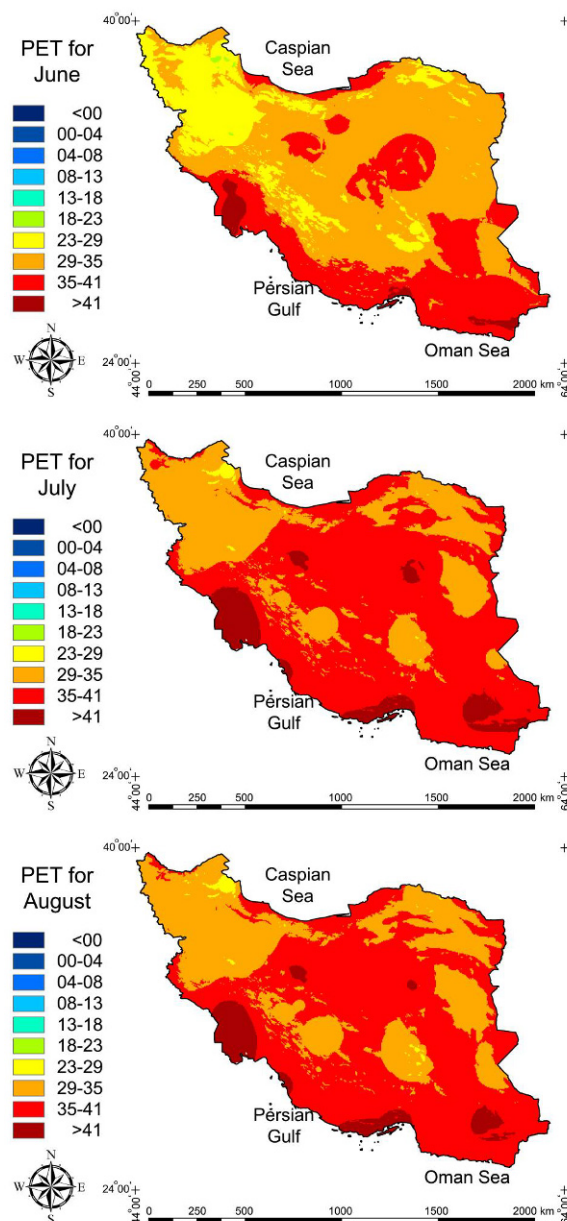 40°00'
PET for
June
Caspian
Sea
<00
00-04
04-08
08-13
13-18
18-23
23-29
29-35
35-41
>41
Persian
Gulf
Oman Sea
N
W E
S
24°00'
44°00'
64°00'
0 250 500 1000 1500 2000 km
40°00'
PET for
July
Caspian
Sea
<00
00-04
04-08
08-13
13-18
18-23
23-29
29-35
35-41
>41
Persian
Gulf
Oman Sea
N
W E
S
24°00'
44°00'
64°00'
0 250 500 1000 1500 2000 km
40°00'
PET for
August
Caspian
Sea
<00
00-04
04-08
08-13
13-18
18-23
23-29
29-35
35-41
>41
Persian
Gulf
Oman Sea
N
W E
S
24°00'
0 250 500 1000 1500 2000 km